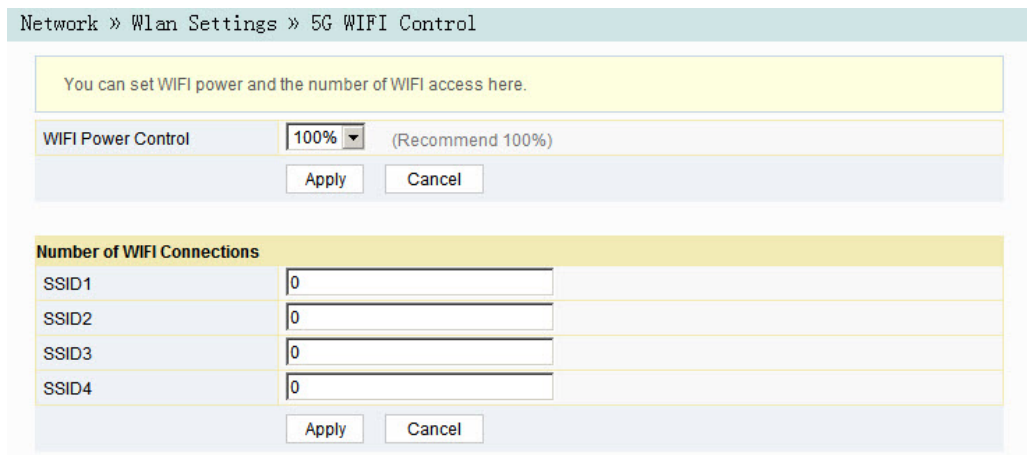 Network » Wlan Settings » 5G WIFI Control
You can set WIFI power and the number of WIFI access here.
WIFI Power Control 100% (Recommend 100%)
Apply Cancel
Number of WIFI Connections
SSID1 0
SSID2 0
SSID3 0
SSID4 0
Apply Cancel